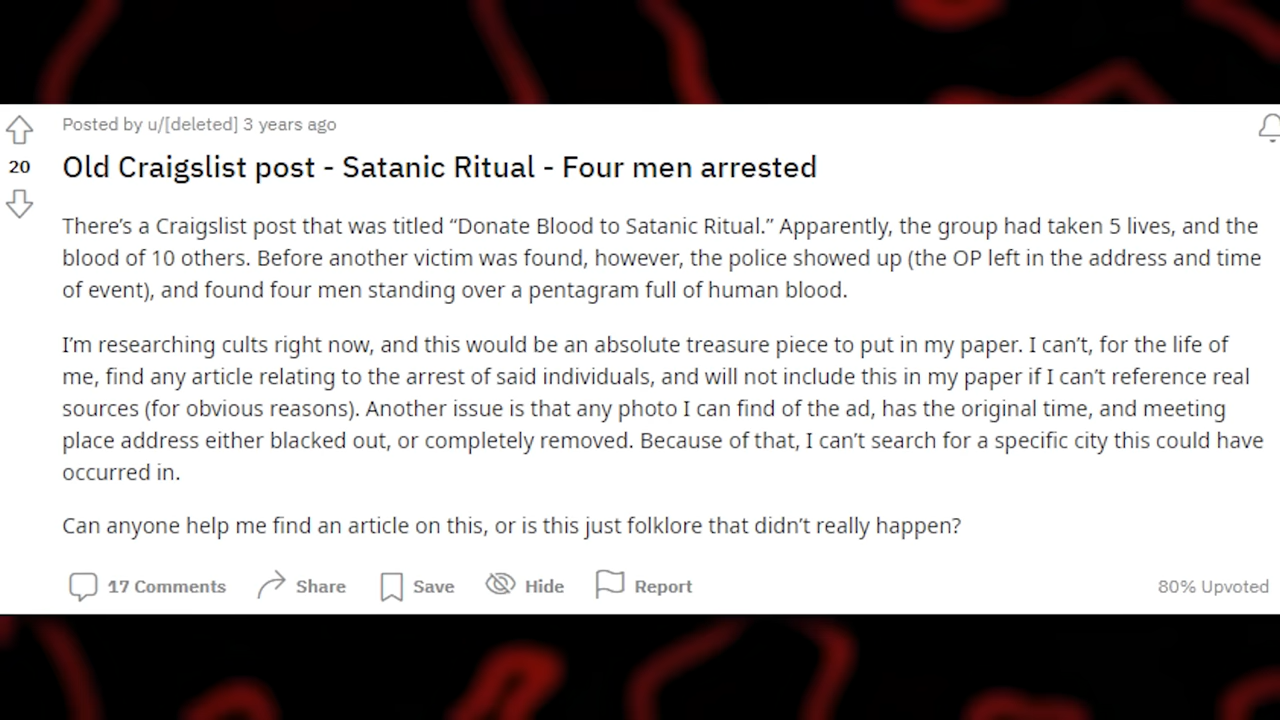 Posted by u/[deleted] 3 years ago
20
Old Craigslist post - Satanic Ritual - Four men arrested
There’s a Craigslist post that was titled “Donate Blood to Satanic Ritual.” Apparently, the group had taken 5 lives, and the
blood of 10 others. Before another victim was found, however, the police showed up (the OP left in the address and time
of event), and found four men standing over a pentagram full of human blood.
I’m researching cults right now, and this would be an absolute treasure piece to put in my paper. I can’t, for the life of
me, find any article relating to the arrest of said individuals, and will not include this in my paper if I can’t reference real
sources (for obvious reasons). Another issue is that any photo I can find of the ad, has the original time, and meeting
place address either blacked out, or completely removed. Because of that, I can’t search for a specific city this could have
occurred in.
Can anyone help me find an article on this, or is this just folklore that didn’t really happen?
17 Comments Share Save Hide Report 80% Upvoted